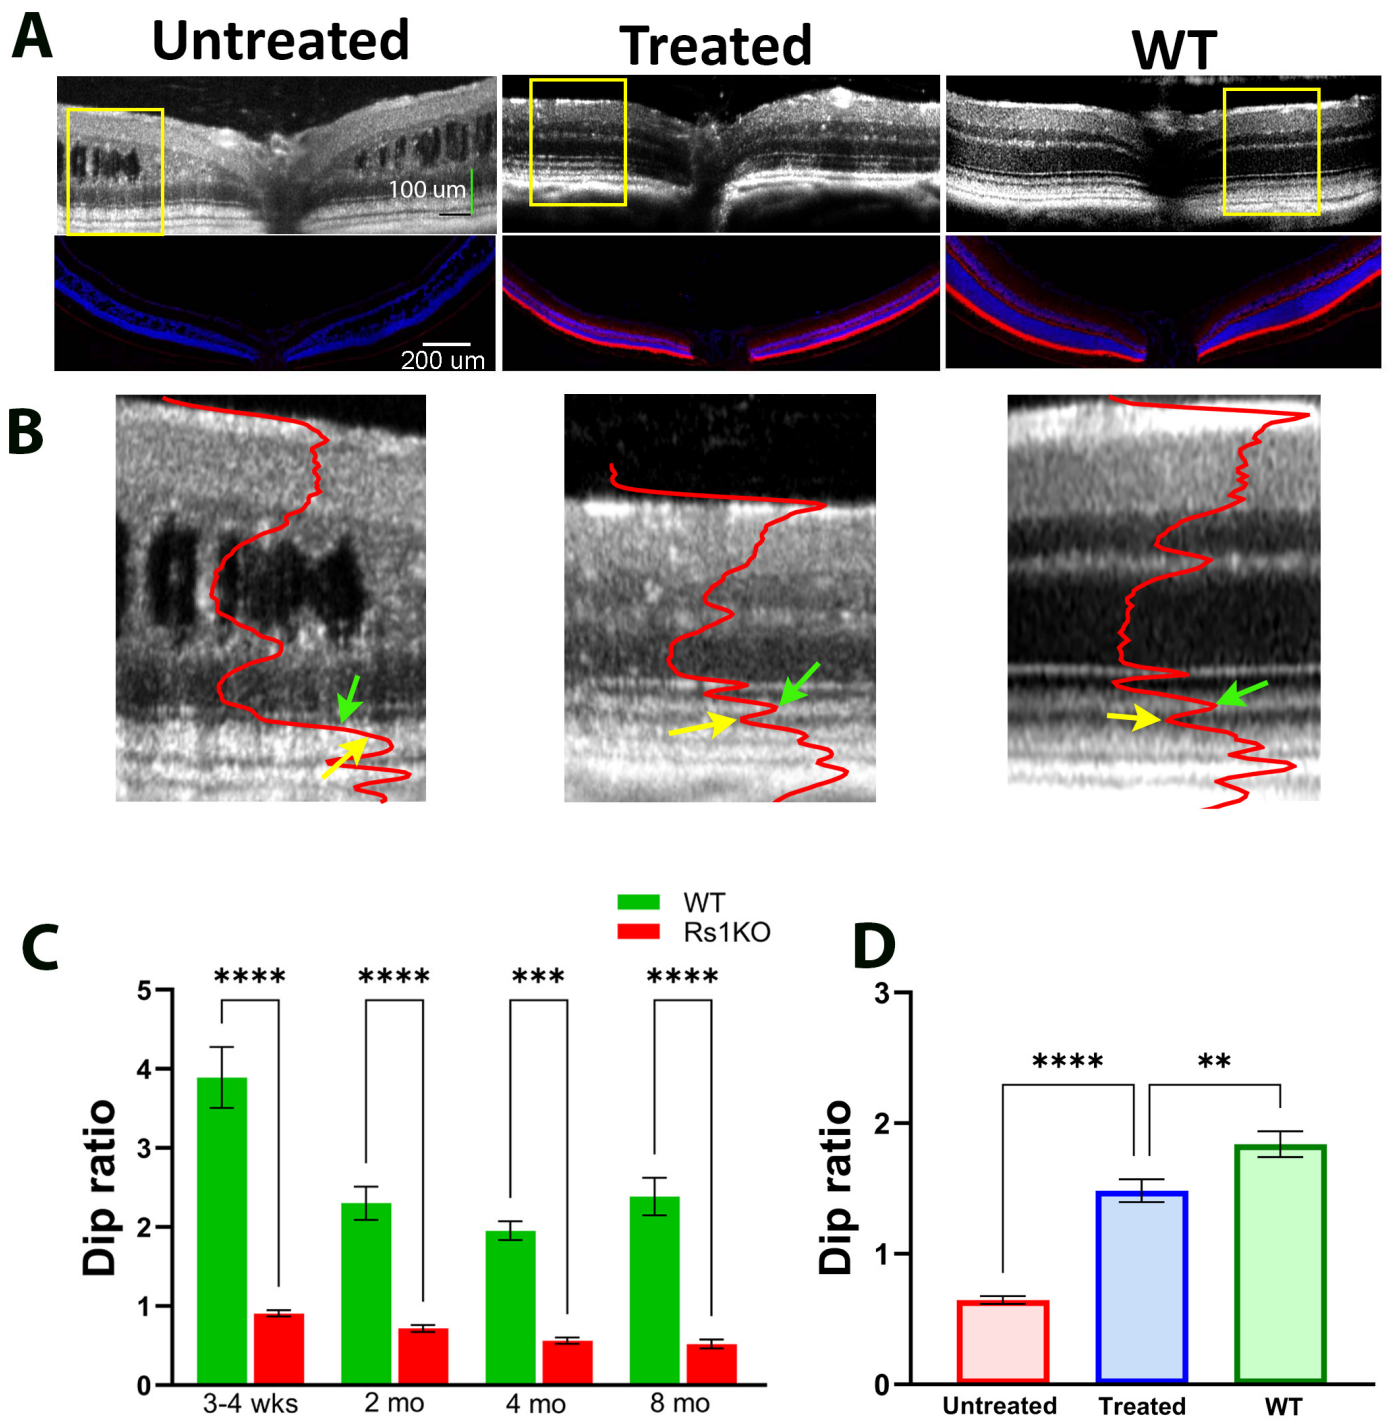 A
Untreated
Treated
WT
100 um
200 um
B
WT
Rs1KO
C
D
**** **** *** ****
**** **
Dip ratio
5
4
3
2
1
0
3-4 wks 2 mo 4 mo 8 mo
Dip ratio
3
2
1
0
Untreated Treated WT